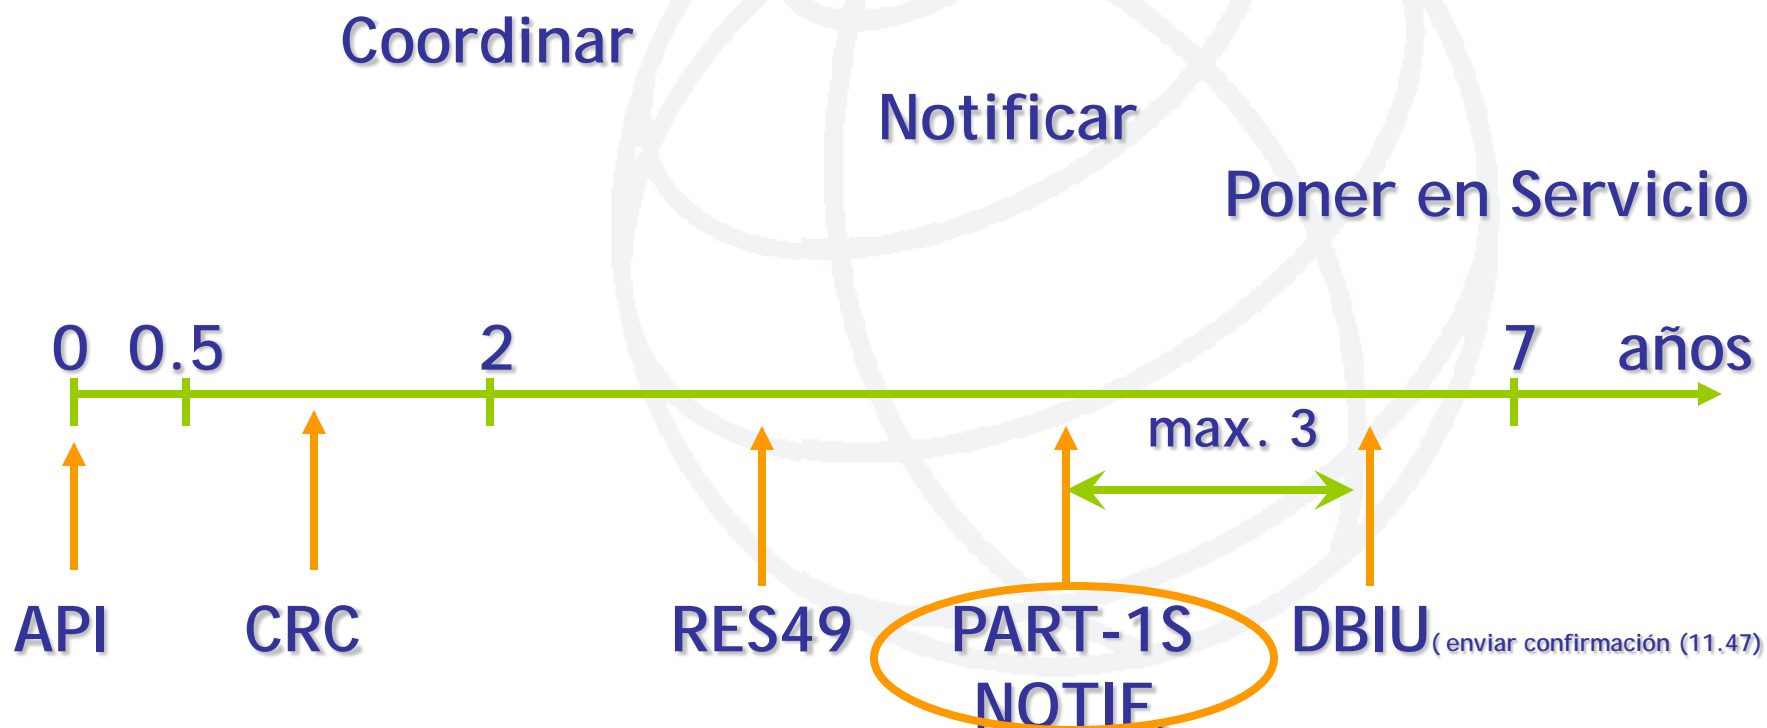 Coordinar
Notificar
Poner en Servicio
0 0.5 2 7 años
max. 3
API CRC RES49 PART-1S DBIU( enviar confirmación (11.47)
NOTIF.